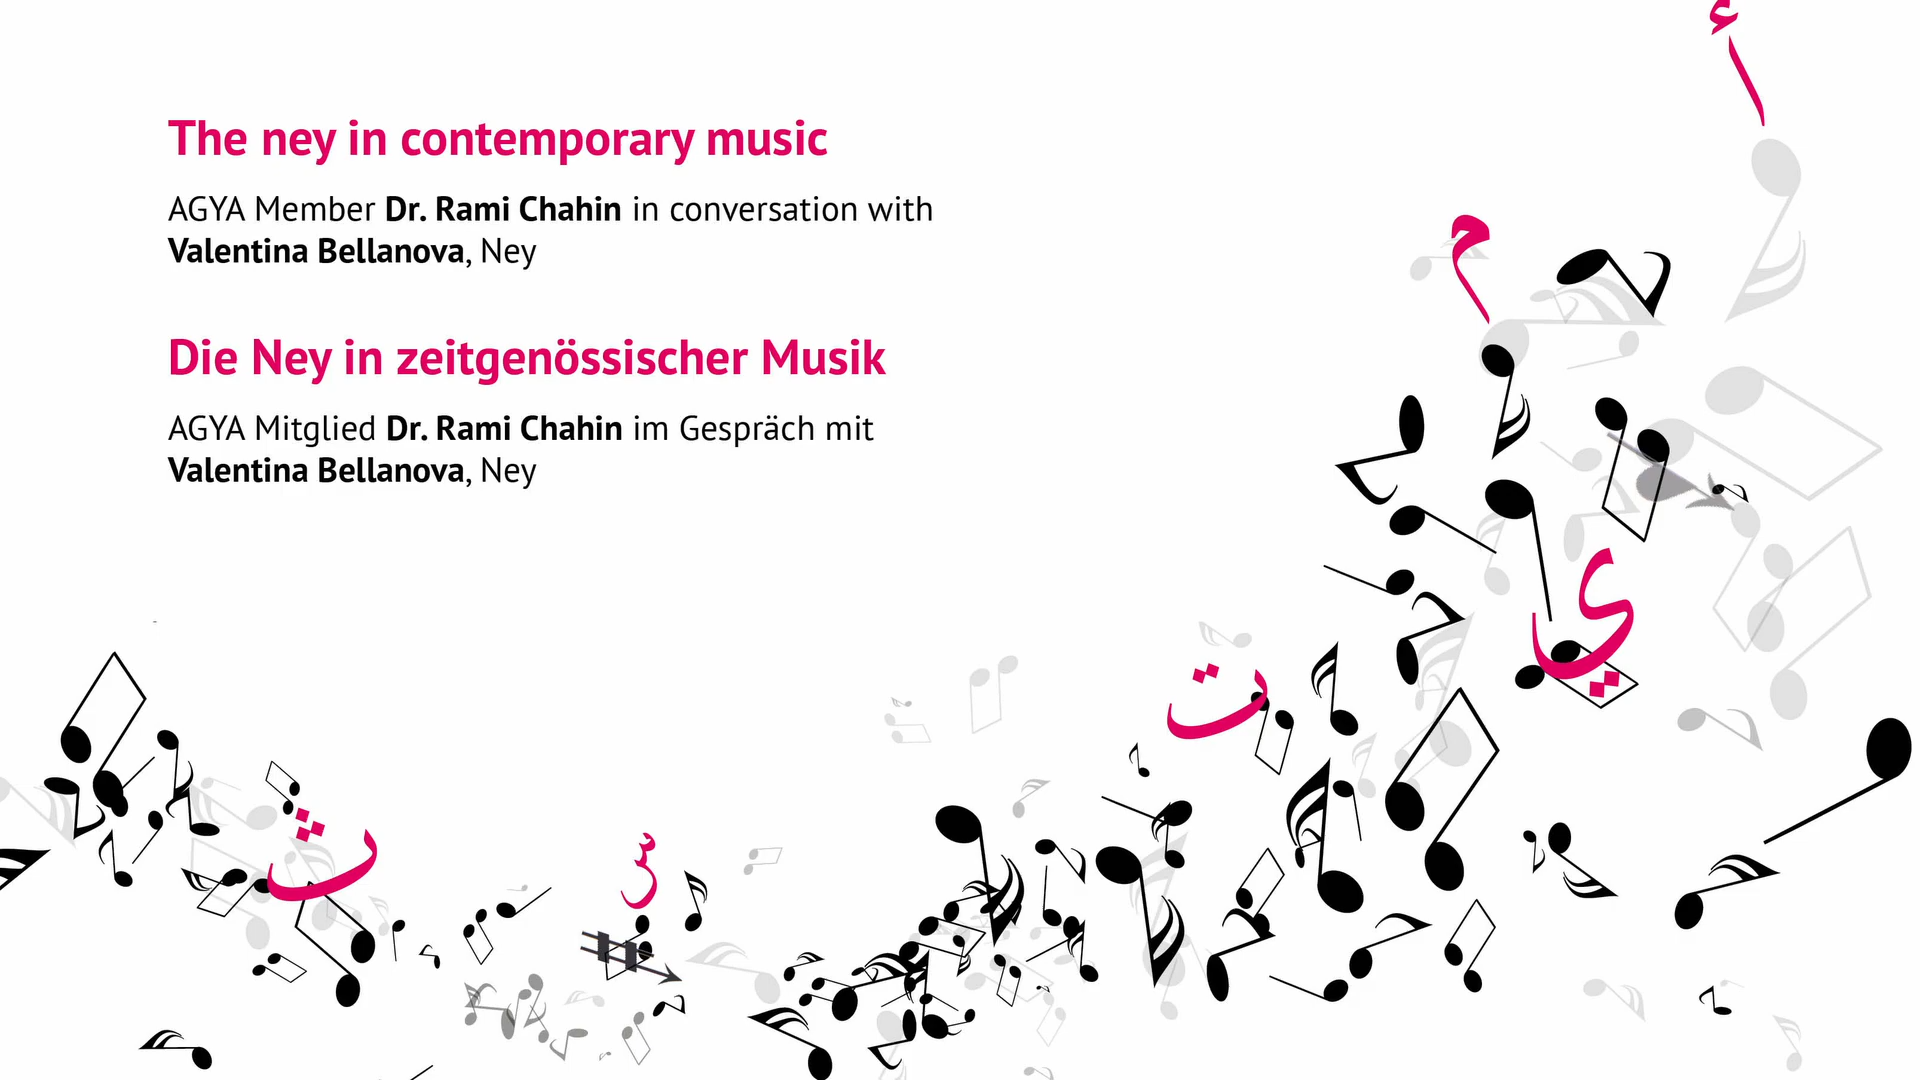 The ney in contemporary music
AGYA Member Dr. Rami Chahin in conversation with
Valentina Bellanova, Ney
Die Ney in zeitgenössischer Musik
AGYA Mitglied Dr. Rami Chahin im Gespräch mit
Valentina Bellanova, Ney
أ
ح
ي
ت
ث
س